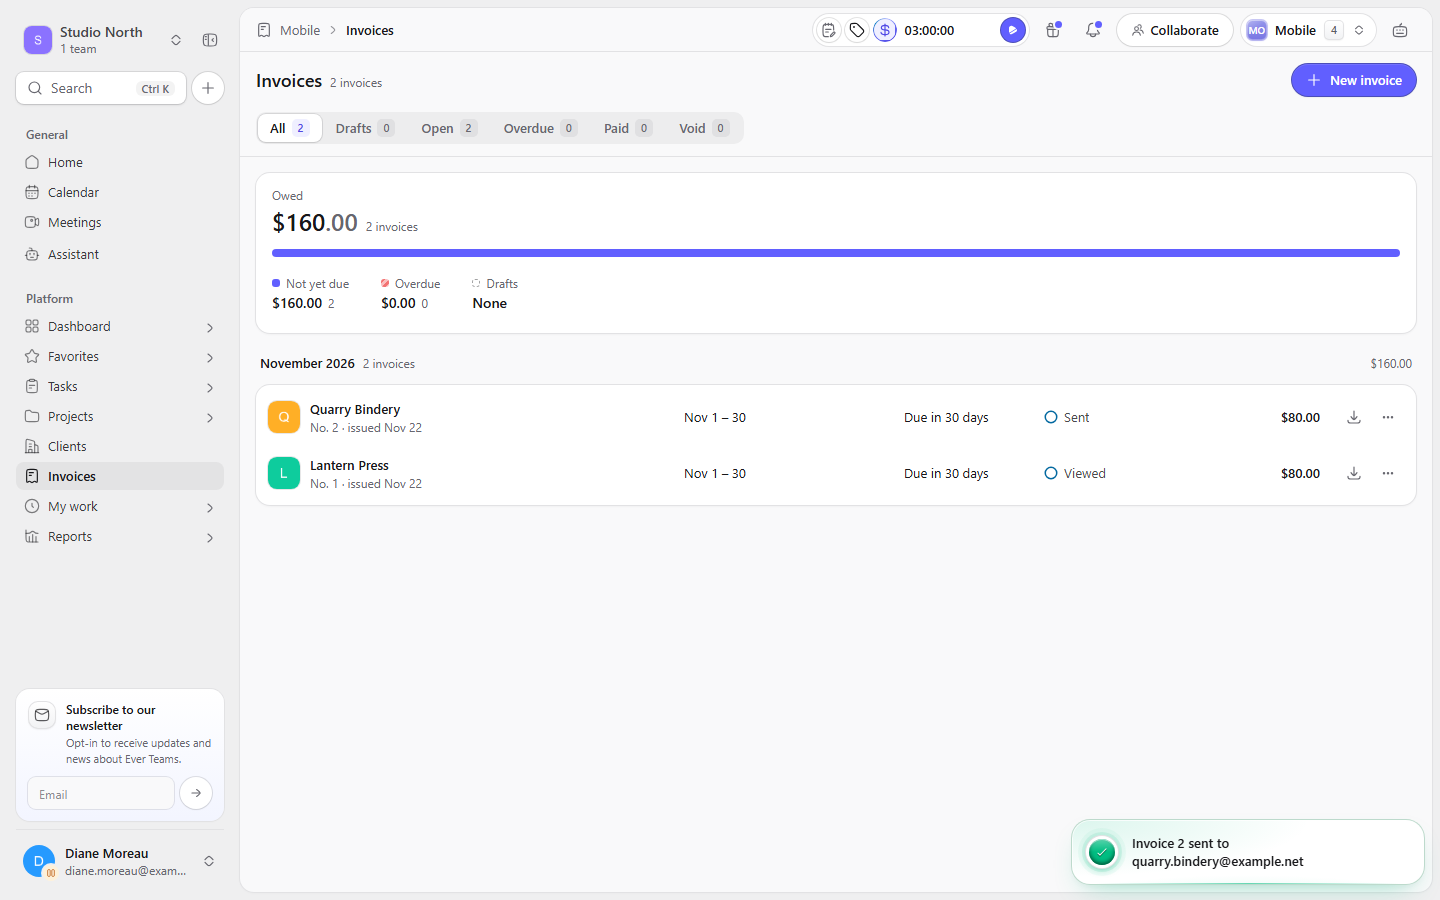 S
Studio North
1 team
Search
Ctrl K
General
Home
Calendar
Meetings
Assistant
Platform
Dashboard
Favorites
Tasks
Projects
Clients
Invoices
My work
Reports
Subscribe to our
newsletter
Opt-in to receive updates and
news about Ever Teams.
Email
D
Diane Moreau
diane.moreau@exam...
Mobile
Invoices
03:00:00
Collaborate
MO
Mobile
4
Invoices
2 invoices
New invoice
All 2
Drafts 0
Open 2
Overdue 0
Paid 0
Void 0
Owed
$160.00 2 invoices
Not yet due
$160.00 2
Overdue
$0.00 0
Drafts
None
November 2026 2 invoices
$160.00
Q
Quarry Bindery
No. 2 · issued Nov 22
Nov 1 – 30
Due in 30 days
Sent
$80.00
L
Lantern Press
No. 1 · issued Nov 22
Nov 1 – 30
Due in 30 days
Viewed
$80.00
Invoice 2 sent to
quarry.bindery@example.net